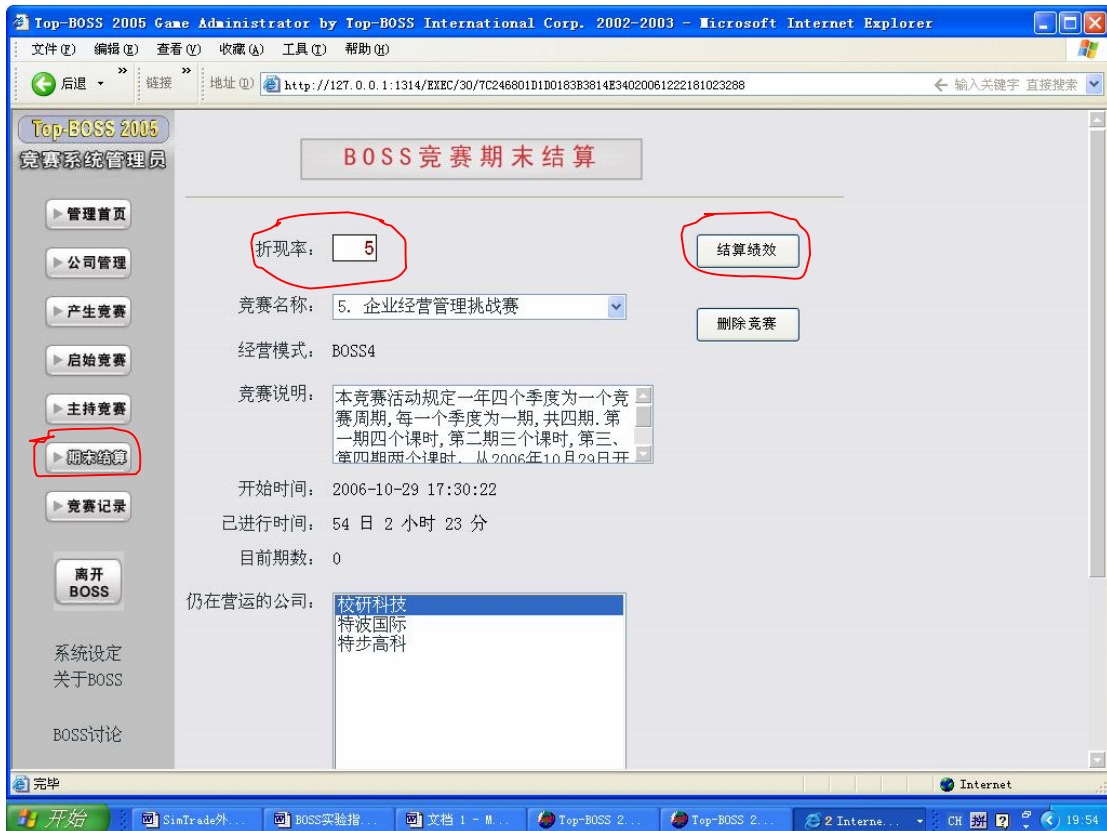 Top-BOSS 2005 Game Administrator by Top-BOSS International Corp. 2002-2003 - Microsoft Internet Explorer
文件(F) 编辑(E) 查看(V) 收藏(A) 工具(T) 帮助(H)
后退 » 链接 » 地址(D) http://127.0.0.1:1314/EXEC/30/7C246801D1D0183B3814E34020061222181023288 输入关键字 直接搜索
Top-BOSS 2005
竞赛系统管理员
BOSS竞赛期末结算
管理首页
公司管理
产生竞赛
启始竞赛
主持竞赛
期末结算
竞赛记录
离开
BOSS
系统设定
关于BOSS
BOSS讨论
折现率: 5
结算绩效
竞赛名称: 5. 企业经营管理挑战赛
删除竞赛
经营模式: BOSS4
竞赛说明: 本竞赛活动规定一年四个季度为一个竞
赛周期,每一个季度为一期,共四期.第
一期四个课时,第二期三个课时,第三、
第四期两个课时. 从2006年10月29日开
开始时间: 2006-10-29 17:30:22
已进行时间: 54 日 2 小时 23 分
目前期数: 0
仍在营运的公司: 校研科技
特波国际
特步高科
完毕 Internet
开始 SimTrade外... BOSS实验指... 文档 1 - M... Top-BOSS 2... Top-BOSS 2... 2 Interne... CH 拼 19:54